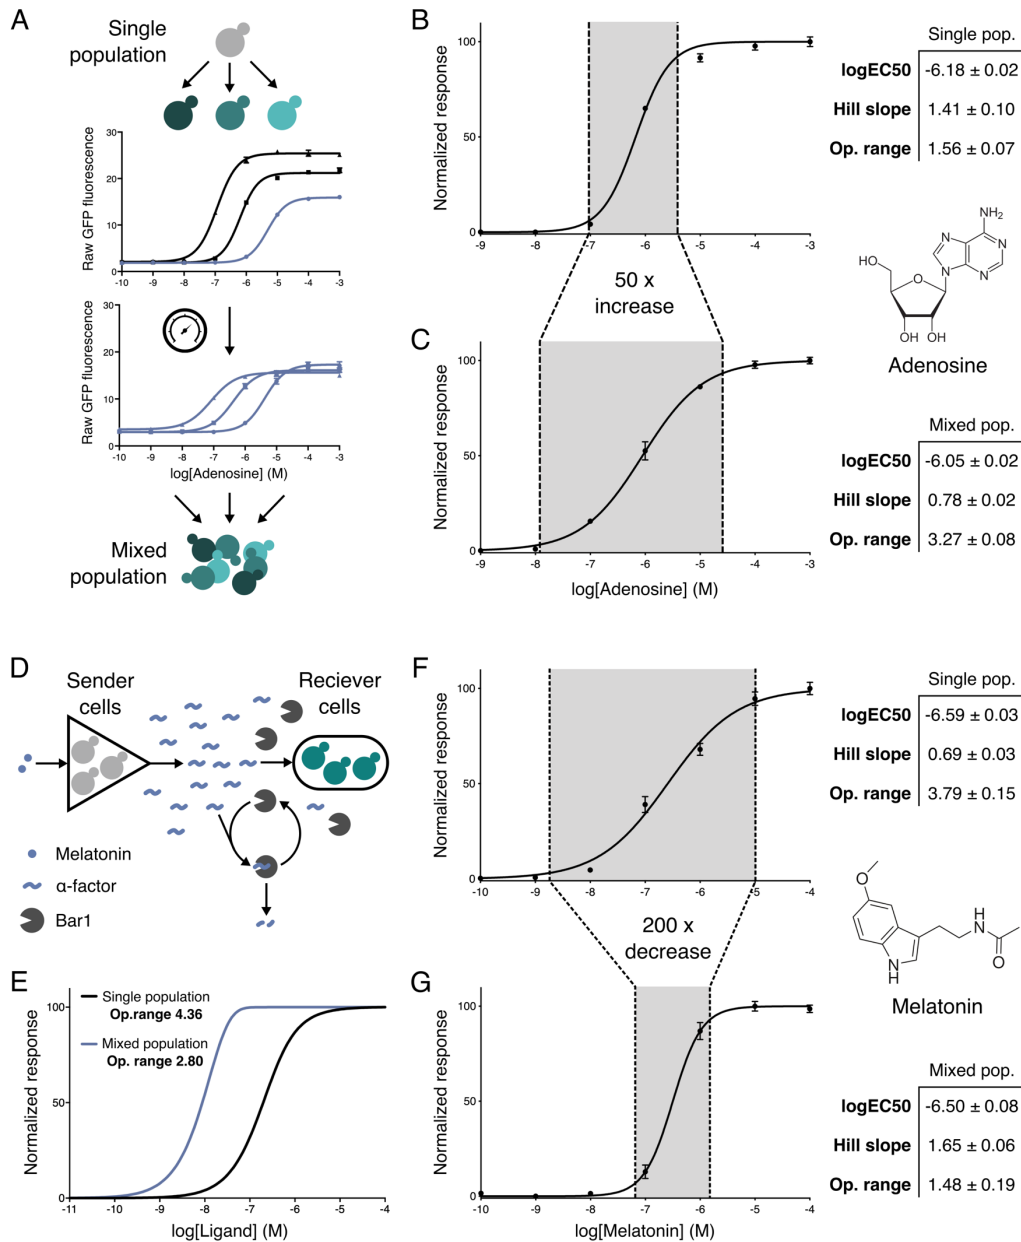 A
Single
population
Raw GFP fluorescence
30
20
10
0
-10 -9 -8 -7 -6 -5 -4 -3
Raw GFP fluorescence
30
20
10
0
-10 -9 -8 -7 -6 -5 -4 -3
log[Adenosine] (M)
Mixed
population
B
Normalized response
100
50
0
-9 -8 -7 -6 -5 -4 -3
Single pop.
logEC50 -6.18 ± 0.02
Hill slope 1.41 ± 0.10
Op. range 1.56 ± 0.07
50 x
increase
NH2
N
N
N
N
HO
O
OH OH
Adenosine
C
Normalized response
100
50
0
-9 -8 -7 -6 -5 -4 -3
log[Adenosine] (M)
Mixed pop.
logEC50 -6.05 ± 0.02
Hill slope 0.78 ± 0.02
Op. range 3.27 ± 0.08
D
Sender
cells
Reciever
cells
Melatonin
α-factor
Bar1
E
Normalized response
100
50
0
Single population
Op.range 4.36
Mixed population
Op. range 2.80
-11 -10 -9 -8 -7 -6 -5 -4
log[Ligand] (M)
F
Normalized response
100
50
0
-10 -9 -8 -7 -6 -5 -4
Single pop.
logEC50 -6.59 ± 0.03
Hill slope 0.69 ± 0.03
Op. range 3.79 ± 0.15
200 x
decrease
O
H
N
O
N
H
Melatonin
G
Normalized response
100
50
0
-10 -9 -8 -7 -6 -5 -4
log[Melatonin] (M)
Mixed pop.
logEC50 -6.50 ± 0.08
Hill slope 1.65 ± 0.06
Op. range 1.48 ± 0.19